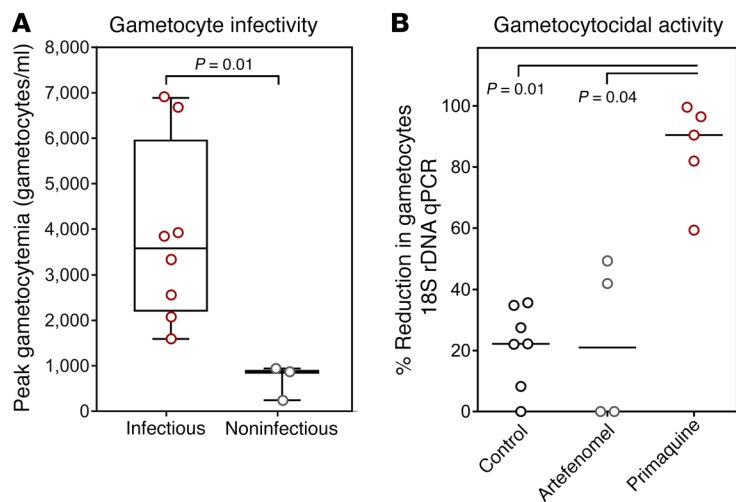 A
Gametocyte infectivity
Peak gametocytemia (gametocytes/ml)
8,000
7,000
6,000
5,000
4,000
3,000
2,000
1,000
0
P = 0.01
Infectious
Noninfectious
B
Gametocytocidal activity
% Reduction in gametocytes
18S rDNA qPCR
100
80
60
40
20
0
P = 0.01
P = 0.04
Control
Artefenomel
Primaquine